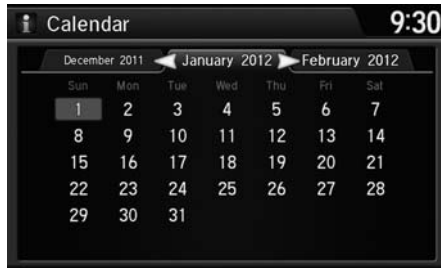 i Calendar 9:30
December 2011 January 2012 February 2012
Sun Mon Tue Wed Thu Fri Sat
1 2 3 4 5 6 7
8 9 10 11 12 13 14
15 16 17 18 19 20 21
22 23 24 25 26 27 28
29 30 31